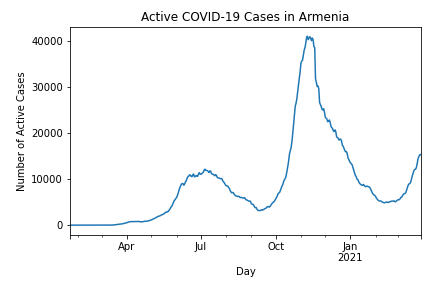 Active COVID-19 Cases in Armenia
Number of Active Cases
40000
30000
20000
10000
0
Apr Jul Oct Jan
2021
Day